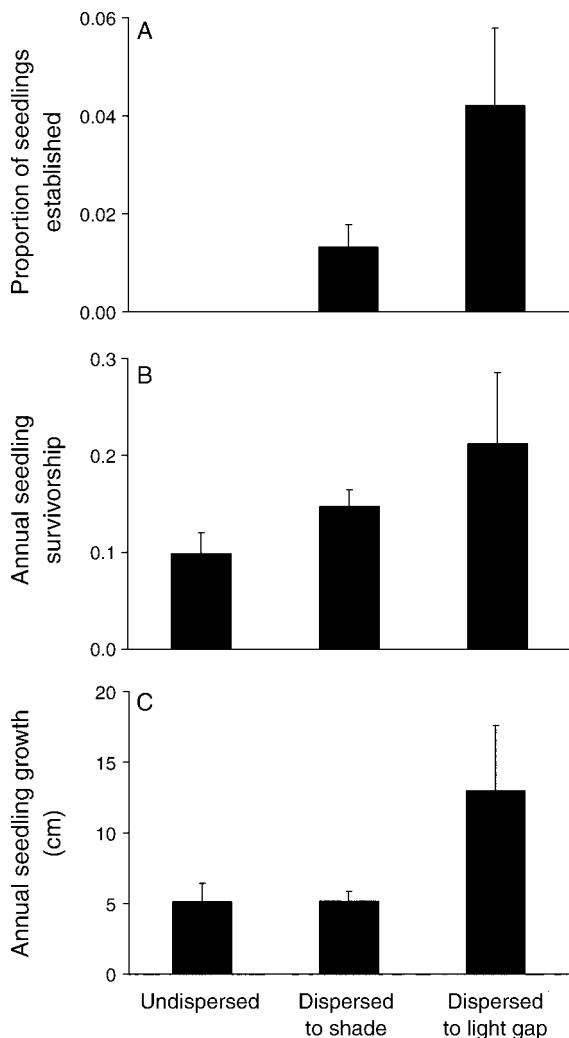 A
0.06
0.04
0.02
0.00
Proportion of seedlings
established
B
0.3
0.2
0.1
0.0
Annual seedling
survivorship
C
20
15
10
5
0
Annual seedling growth
(cm)
Undispersed
Dispersed
to shade
Dispersed
to light gap